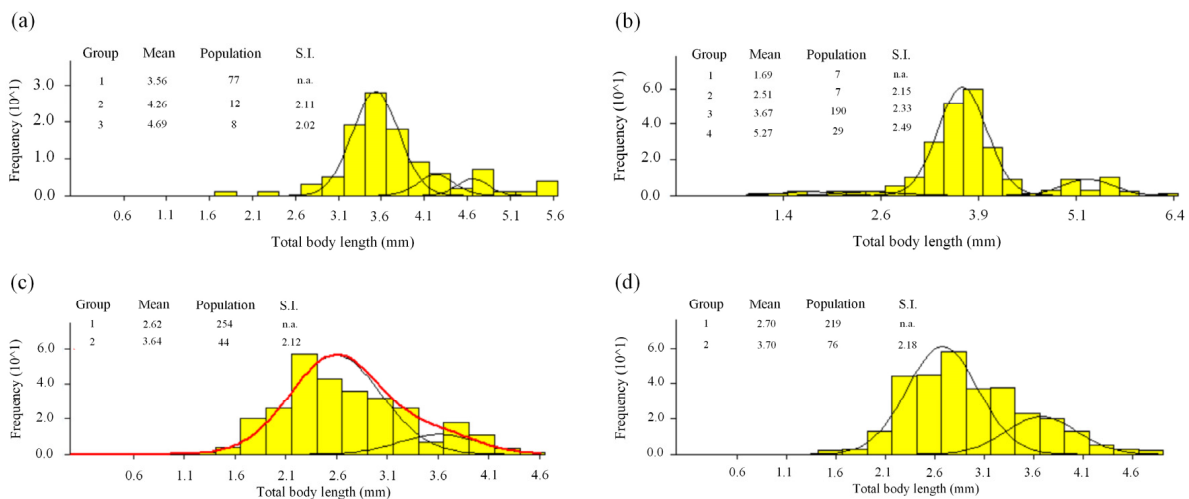 (a)
Group Mean Population S.I.
1 3.56 77 n.a.
2 4.26 12 2.11
3 4.69 8 2.02
Frequency (10^1)
3.0
2.0
1.0
0.0
0.6 1.1 1.6 2.1 2.6 3.1 3.6 4.1 4.6 5.1 5.6
Total body length (mm)
(b)
Group Mean Population S.I.
1 1.69 7 n.a.
2 2.51 7 2.15
3 3.67 190 2.33
4 5.27 29 2.49
Frequency (10^1)
6.0
4.0
2.0
0.0
1.4 2.6 3.9 5.1 6.4
Total body length (mm)
(c)
Group Mean Population S.I.
1 2.62 254 n.a.
2 3.64 44 2.12
Frequency (10^1)
6.0
4.0
2.0
0.0
0.6 1.1 1.6 2.1 2.6 3.1 3.6 4.1 4.6
Total body length (mm)
(d)
Group Mean Population S.I.
1 2.70 219 n.a.
2 3.70 76 2.18
Frequency (10^1)
6.0
4.0
2.0
0.0
0.6 1.1 1.6 2.1 2.6 3.1 3.6 4.1 4.6
Total body length (mm)